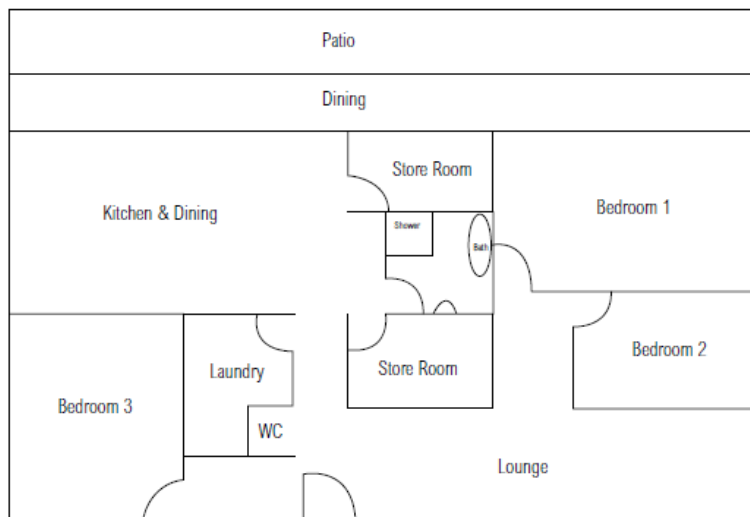 Patio
Dining
Store Room
Kitchen & Dining
Bedroom 1
Shower
Bath
Bedroom 2
Laundry
Store Room
Bedroom 3
WC
Lounge